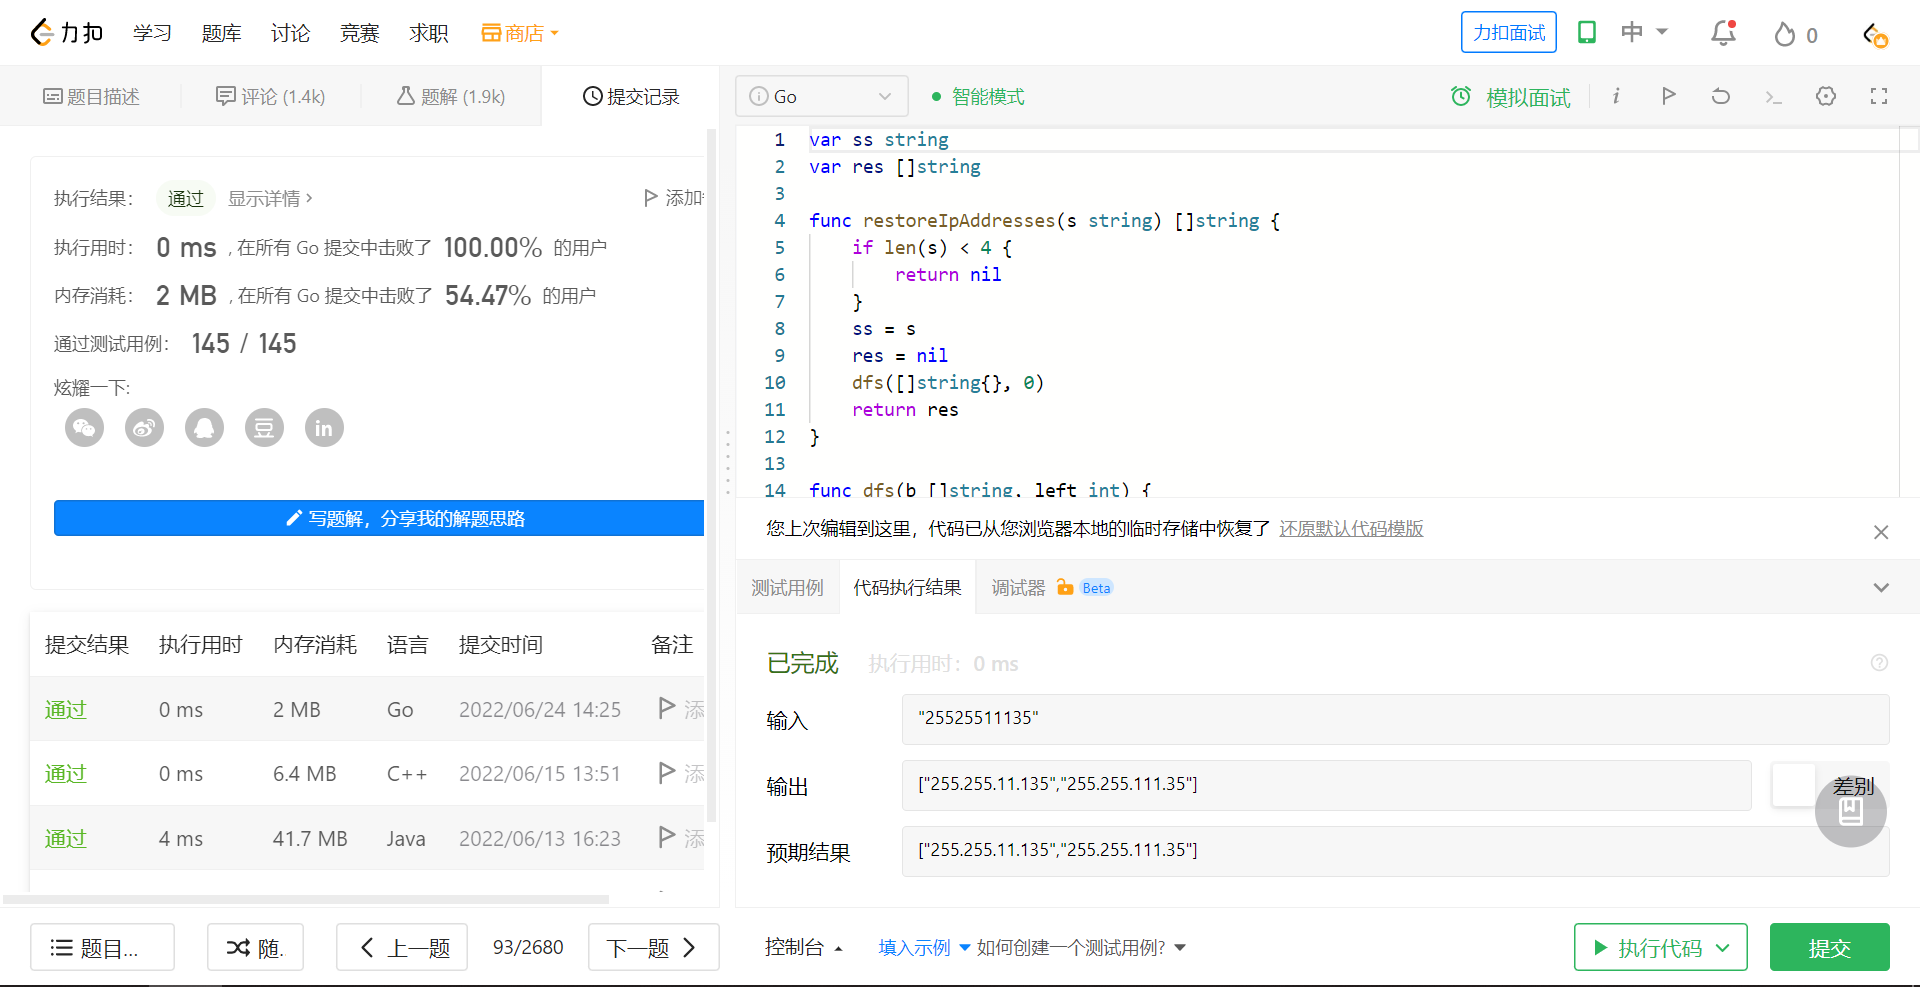 力扣 学习 题库 讨论 竞赛 求职 商店 力扣面试 中 0
题目描述 评论 (1.4k) 题解 (1.9k) 提交记录
执行结果： 通过 显示详情 > 添加
执行用时： 0 ms , 在所有 Go 提交中击败了 100.00% 的用户
内存消耗： 2 MB , 在所有 Go 提交中击败了 54.47% 的用户
通过测试用例： 145 / 145
炫耀一下:
豆 in
写题解，分享我的解题思路
提交结果 执行用时 内存消耗 语言 提交时间 备注
通过 0 ms 2 MB Go 2022/06/24 14:25 添
通过 0 ms 6.4 MB C++ 2022/06/15 13:51 添
通过 4 ms 41.7 MB Java 2022/06/13 16:23 添
题目... 随. 上一题 93/2680 下一题
i Go 智能模式 模拟面试 i
1 var ss string
2 var res []string
3
4 func restoreIpAddresses(s string) []string {
5 if len(s) < 4 {
6 return nil
7 }
8 ss = s
9 res = nil
10 dfs([]string{}, 0)
11 return res
12 }
13
14 func dfs(b []string, left int) {
您上次编辑到这里，代码已从您浏览器本地的临时存储中恢复了 还原默认代码模版
测试用例 代码执行结果 调试器 Beta
已完成 执行用时：0 ms
输入 "25525511135"
输出 ["255.255.11.135","255.255.111.35"] 差别
预期结果 ["255.255.11.135","255.255.111.35"]
控制台 填入示例 如何创建一个测试用例? 执行代码 提交